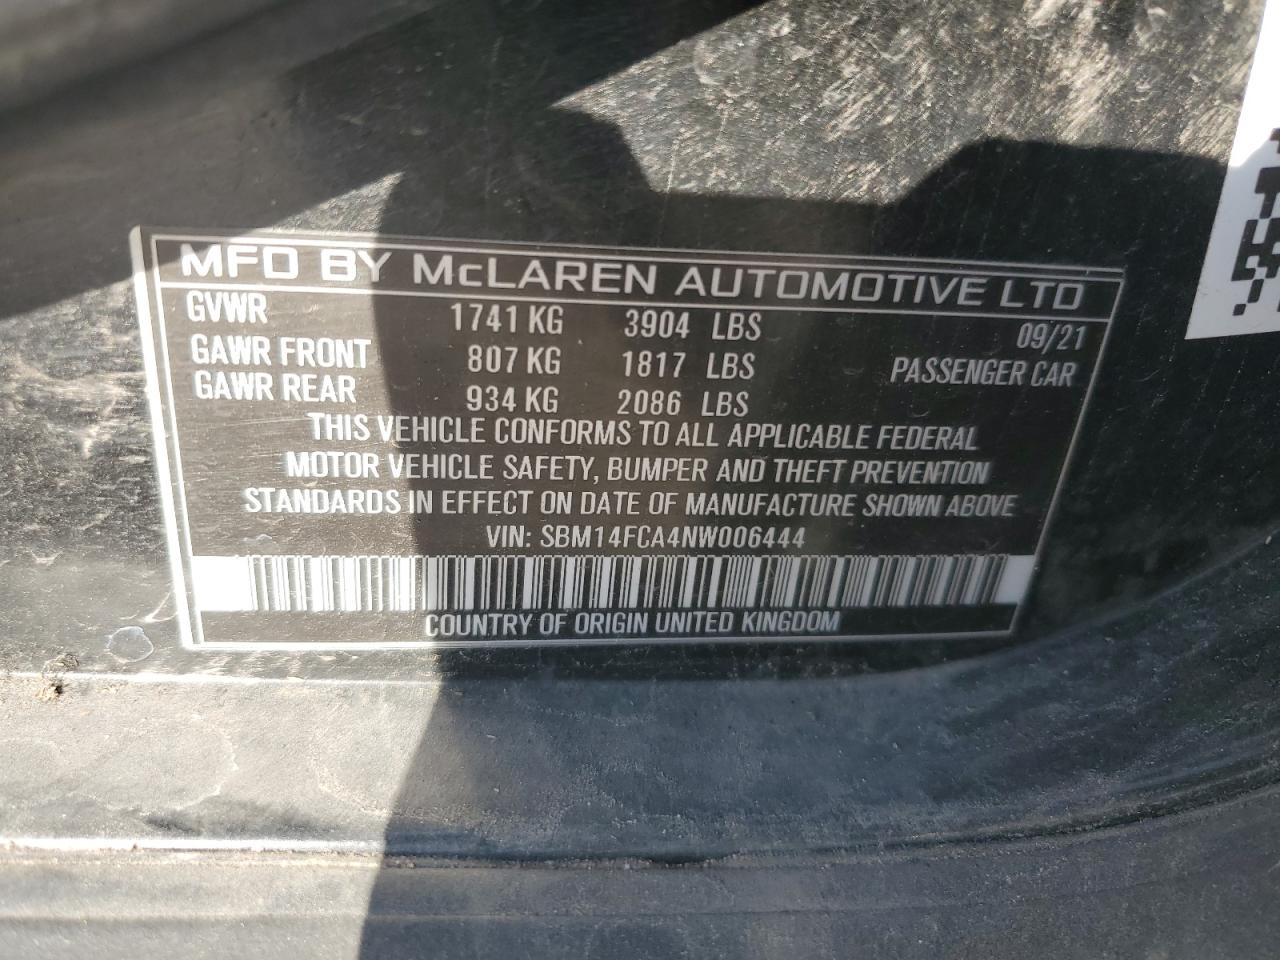 MFD BY McLAREN AUTOMOTIVE LTD
GVWR 1741 KG 3904 LBS 09/21
GAWR FRONT 807 KG 1817 LBS PASSENGER CAR
GAWR REAR 934 KG 2086 LBS
THIS VEHICLE CONFORMS TO ALL APPLICABLE FEDERAL
MOTOR VEHICLE SAFETY, BUMPER AND THEFT PREVENTION
STANDARDS IN EFFECT ON DATE OF MANUFACTURE SHOWN ABOVE
VIN: SBM14FCA4NW006444
COUNTRY OF ORIGIN UNITED KINGDOM